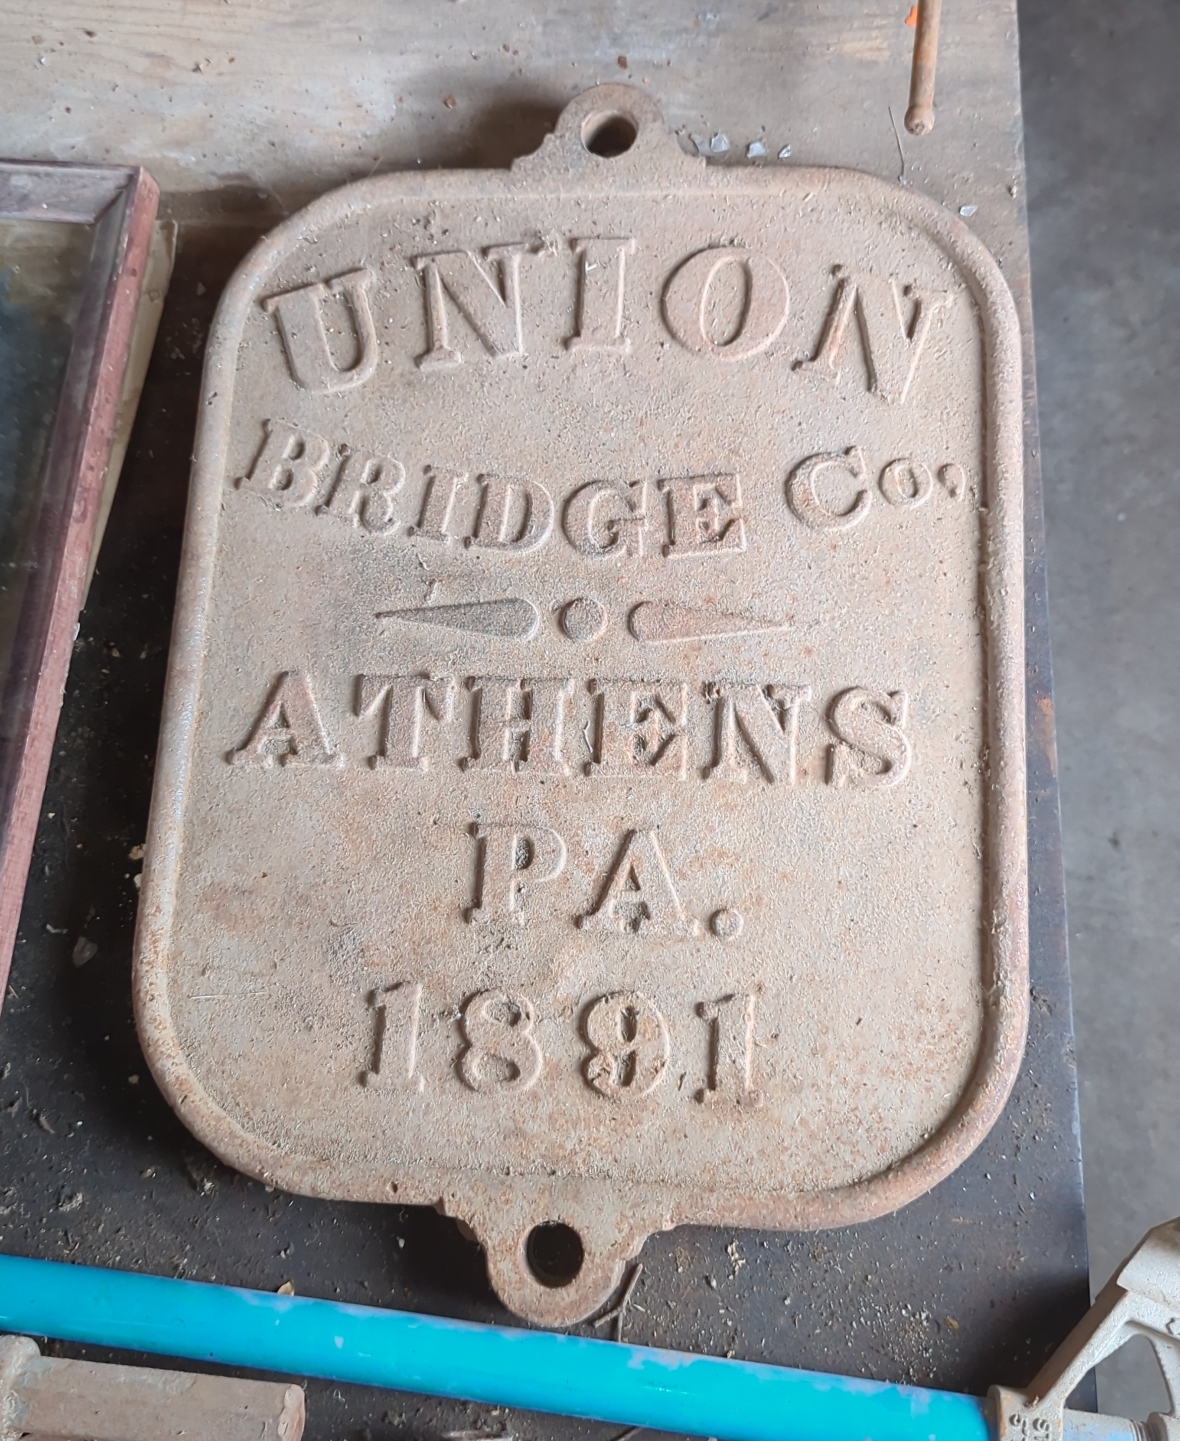 UNION
BRIDGE Co.
ATHENS
PA.
1891